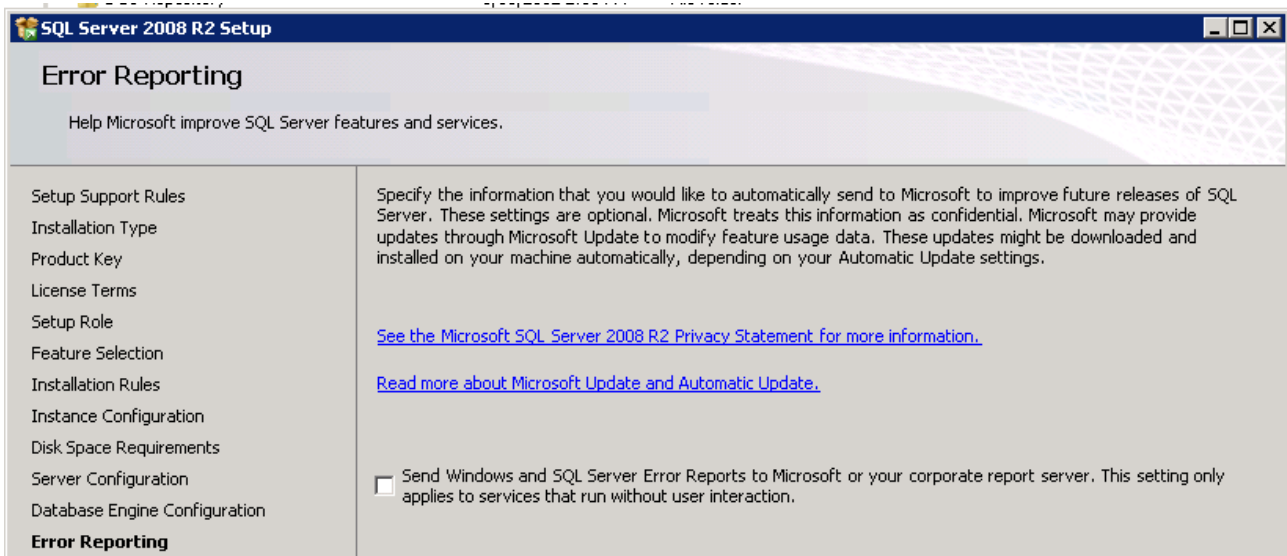 SQL Server 2008 R2 Setup
Error Reporting
Help Microsoft improve SQL Server features and services.
Setup Support Rules
Installation Type
Product Key
License Terms
Setup Role
Feature Selection
Installation Rules
Instance Configuration
Disk Space Requirements
Server Configuration
Database Engine Configuration
Error Reporting
Specify the information that you would like to automatically send to Microsoft to improve future releases of SQL
Server. These settings are optional. Microsoft treats this information as confidential. Microsoft may provide
updates through Microsoft Update to modify feature usage data. These updates might be downloaded and
installed on your machine automatically, depending on your Automatic Update settings.
See the Microsoft SQL Server 2008 R2 Privacy Statement for more information.
Read more about Microsoft Update and Automatic Update.
Send Windows and SQL Server Error Reports to Microsoft or your corporate report server. This setting only
applies to services that run without user interaction.